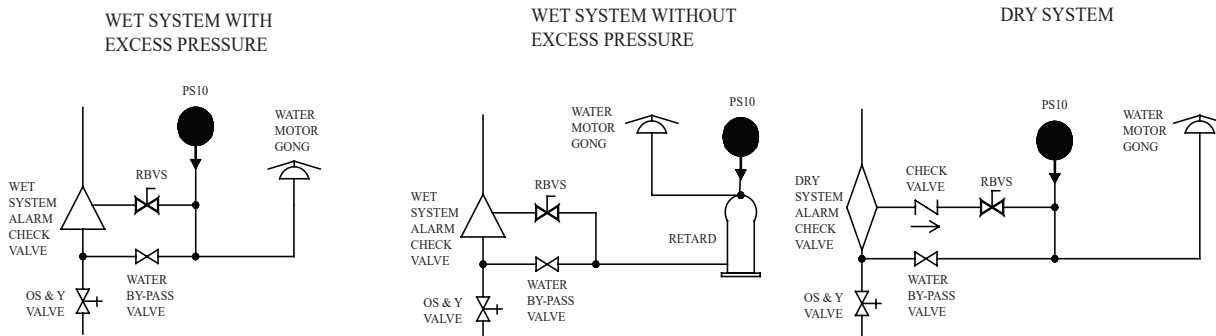 WET SYSTEM WITH
EXCESS PRESSURE
PS10
WATER
MOTOR
GONG
RBVS
WET
SYSTEM
ALARM
CHECK
VALVE
OS & Y
VALVE
WATER
BY-PASS
VALVE
WET SYSTEM WITHOUT
EXCESS PRESSURE
WATER
MOTOR
GONG
PS10
RBVS
WET
SYSTEM
ALARM
CHECK
VALVE
RETARD
OS & Y
VALVE
WATER
BY-PASS
VALVE
DRY SYSTEM
PS10
WATER
MOTOR
GONG
CHECK
VALVE
RBVS
DRY
SYSTEM
ALARM
CHECK
VALVE
OS & Y
VALVE
WATER
BY-PASS
VALVE